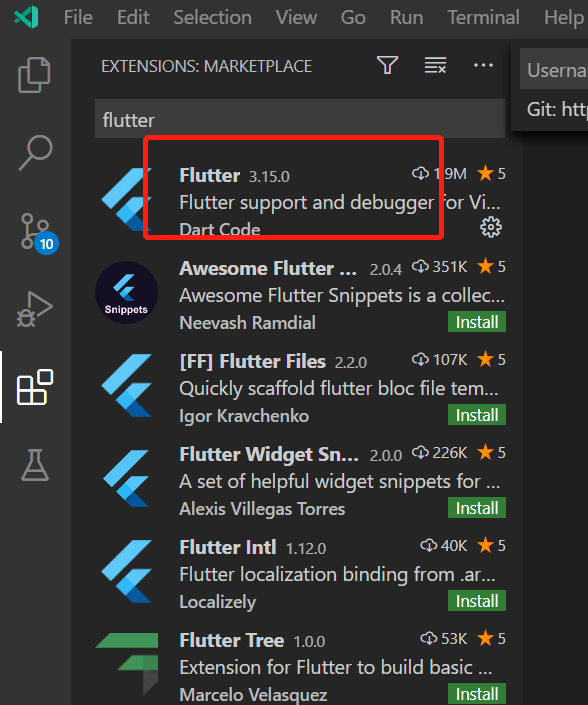 File Edit Selection View Go Run Terminal Help
EXTENSIONS: MARKETPLACE
flutter
Userna
Git: http
10
Flutter 3.15.0 1.9M 5
Flutter support and debugger for Vi...
Dart Code
Awesome Flutter ... 2.0.4 351K 5
Awesome Flutter Snippets is a collec...
Neevash Ramdial Install
Snippets
[FF] Flutter Files 2.2.0 107K 5
Quickly scaffold flutter bloc file tem...
Igor Kravchenko Install
Flutter Widget Sn... 2.0.0 226K 5
A set of helpful widget snippets for ...
Alexis Villegas Torres Install
Flutter Intl 1.12.0 40K 5
Flutter localization binding from .ar...
Localizely Install
Flutter Tree 1.0.0 53K 5
Extension for Flutter to build basic ...
Marcelo Velasquez Install